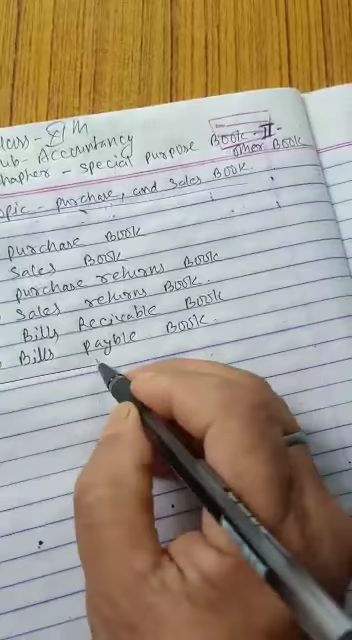 Class - XIth
Sub- Accountancy
Chapter - special purpose Book - II -
other Book
Topic - purchase, and sales BOOK.
purchase BOOK
Sales BOOK
purchase returns BOOK
Sales returns BOOK.
Bills Recivable BOOK
Bills payble BOOK.